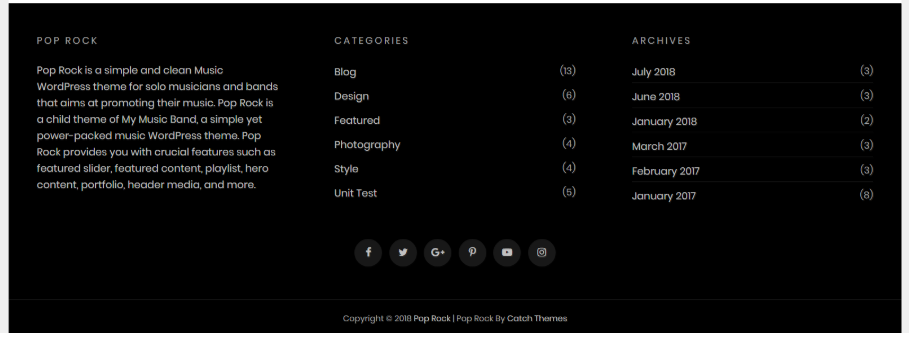 POP ROCK
Pop Rock is a simple and clean Music
WordPress theme for solo musicians and bands
that aims at promoting their music. Pop Rock is
a child theme of My Music Band, a simple yet
power-packed music WordPress theme. Pop
Rock provides you with crucial features such as
featured slider, featured content, playlist, hero
content, portfolio, header media, and more.
CATEGORIES
Blog (13)
Design (6)
Featured (3)
Photography (4)
Style (4)
Unit Test (5)
ARCHIVES
July 2018 (3)
June 2018 (3)
January 2018 (2)
March 2017 (3)
February 2017 (3)
January 2017 (8)
Copyright © 2018 Pop Rock | Pop Rock By Catch Themes